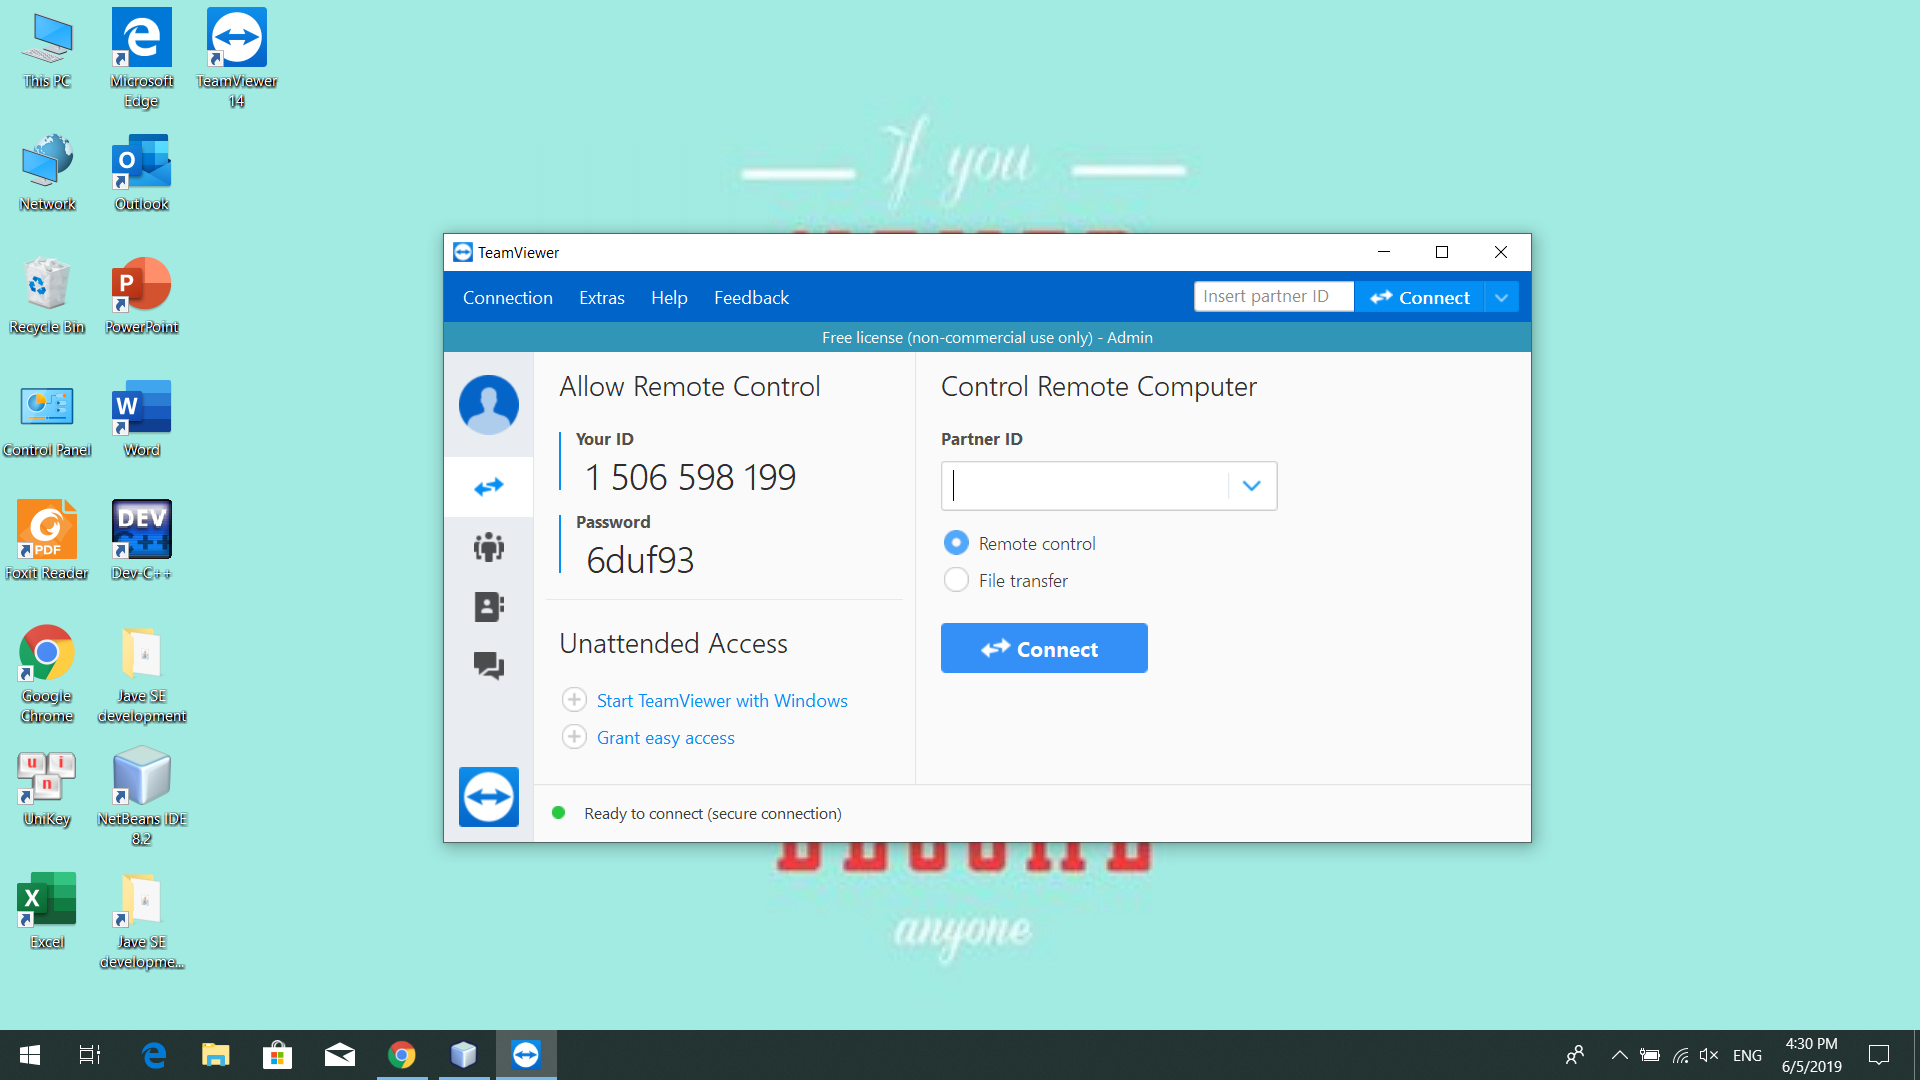 This PC
Microsoft
Edge
TeamViewer
14
Network
Outlook
Recycle Bin
PowerPoint
Control Panel
Word
Foxit Reader
Dev-C++
Google
Chrome
Jave SE
development
UniKey
NetBeans IDE
8.2
Excel
Jave SE
developme...
if you
TeamViewer
Connection
Extras
Help
Feedback
Insert partner ID
Connect
Free license (non-commercial use only) - Admin
Allow Remote Control
Your ID
1 506 598 199
Password
6duf93
Unattended Access
Start TeamViewer with Windows
Grant easy access
Control Remote Computer
Partner ID
Remote control
File transfer
Connect
Ready to connect (secure connection)
anyone
ENG
4:30 PM
6/5/2019